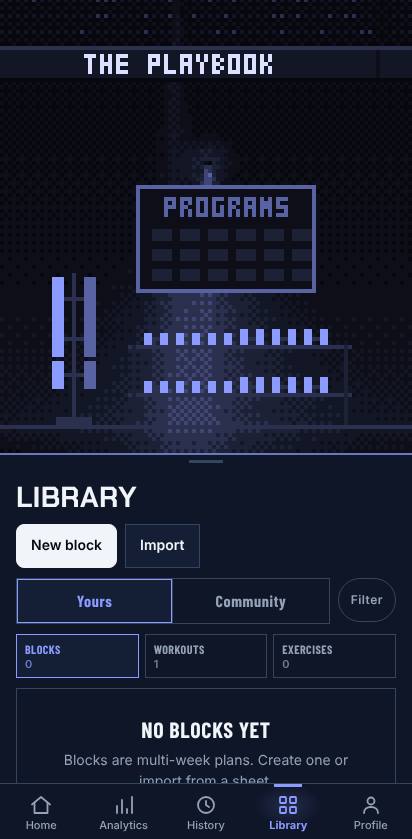 THE PLAYBOOK
PROGRAMS
LIBRARY
New block
Import
Yours
Community
Filter
BLOCKS
0
WORKOUTS
1
EXERCISES
0
NO BLOCKS YET
Blocks are multi-week plans. Create one or
import from a sheet.
Home
Analytics
History
Library
Profile